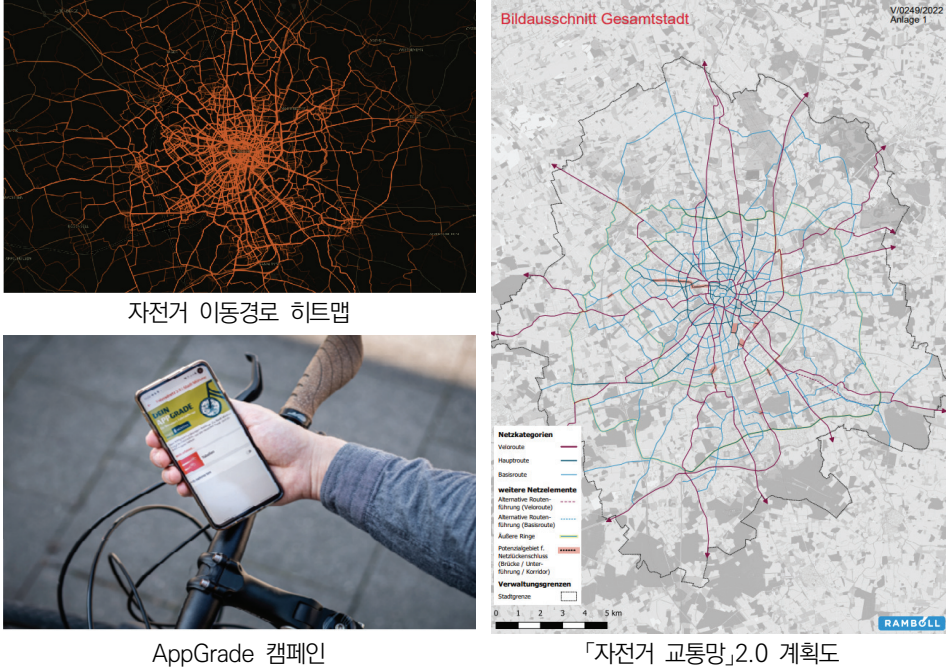 자전거 이동경로 히트맵
DEIN
APPGRADE
AppGrade 캠페인
Bildausschnitt Gesamtstadt
V/0249/2022
Anlage 1
Netzkategorien
Veloroute
Hauptroute
Basisroute
weitere Netzelemente
Alternative Routen-
führung (Veloroute)
Alternative Routen-
führung (Basisroute)
Äußere Ringe
Potenzialgebiet f.
Netzlückenschluss
(Brücke / Unter-
führung / Korridor)
Verwaltungsgrenzen
Stadtgrenze
0 1 2 3 4 5 km
RAMBOLL
「자전거 교통망」2.0 계획도